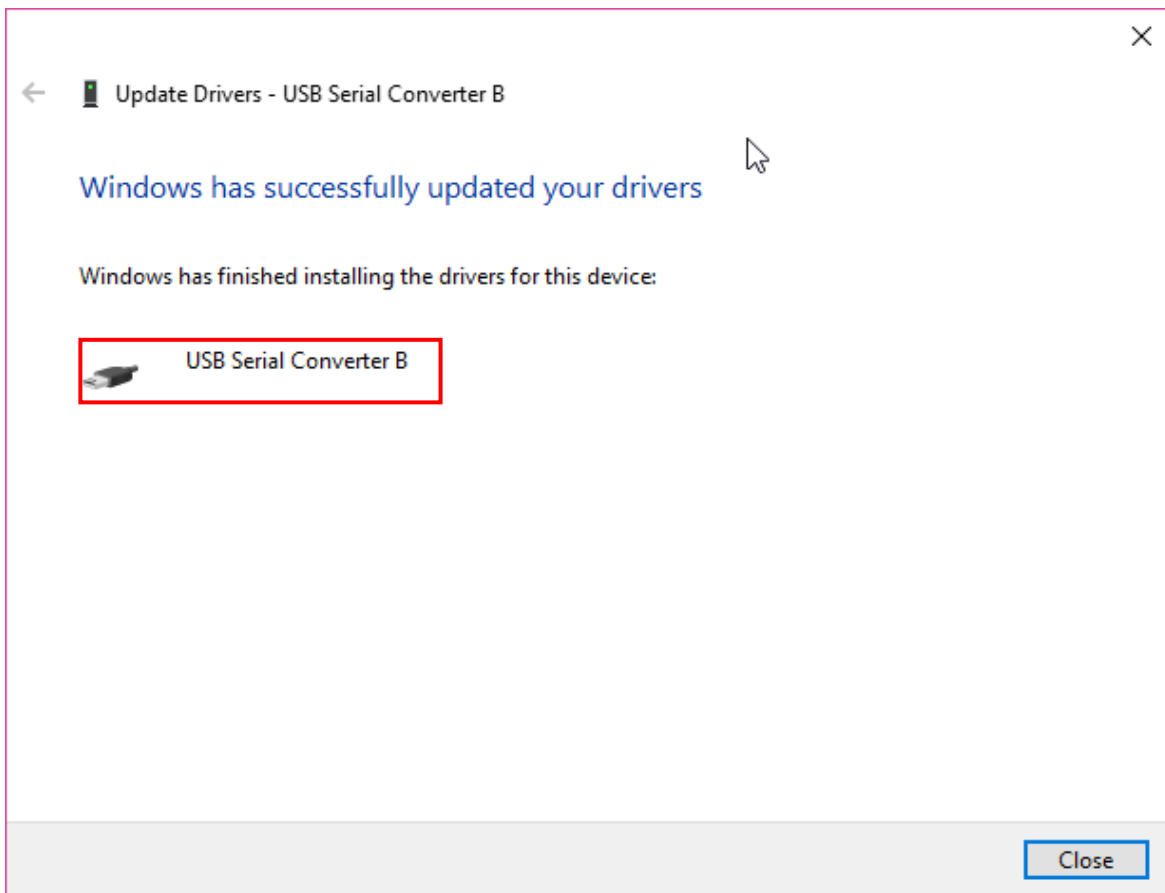 Update Drivers - USB Serial Converter B
Windows has successfully updated your drivers
Windows has finished installing the drivers for this device:
USB Serial Converter B
Close